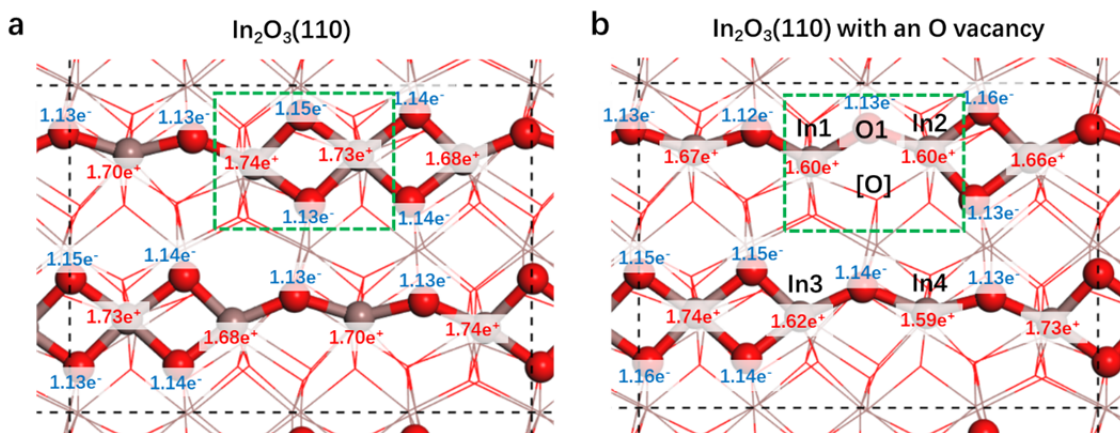 a
In₂O₃(110)
1.13e⁻ 1.13e⁻ 1.15e⁻ 1.14e⁻
1.70e⁺ 1.74e⁺ 1.73e⁺ 1.68e⁺
1.13e⁻ 1.14e⁻
1.15e⁻ 1.14e⁻ 1.13e⁻ 1.13e⁻
1.73e⁺ 1.68e⁺ 1.70e⁺ 1.74e⁺
1.13e⁻ 1.14e⁻
b
In₂O₃(110) with an O vacancy
1.13e⁻ 1.12e⁻ 1.13e⁻ 1.16e⁻
In1 O1 In2
1.67e⁺ 1.60e⁺ 1.60e⁺ 1.66e⁺
[O]
1.13e⁻
1.15e⁻ 1.15e⁻ 1.14e⁻ 1.13e⁻
In3 In4
1.74e⁺ 1.62e⁺ 1.59e⁺ 1.73e⁺
1.16e⁻ 1.14e⁻